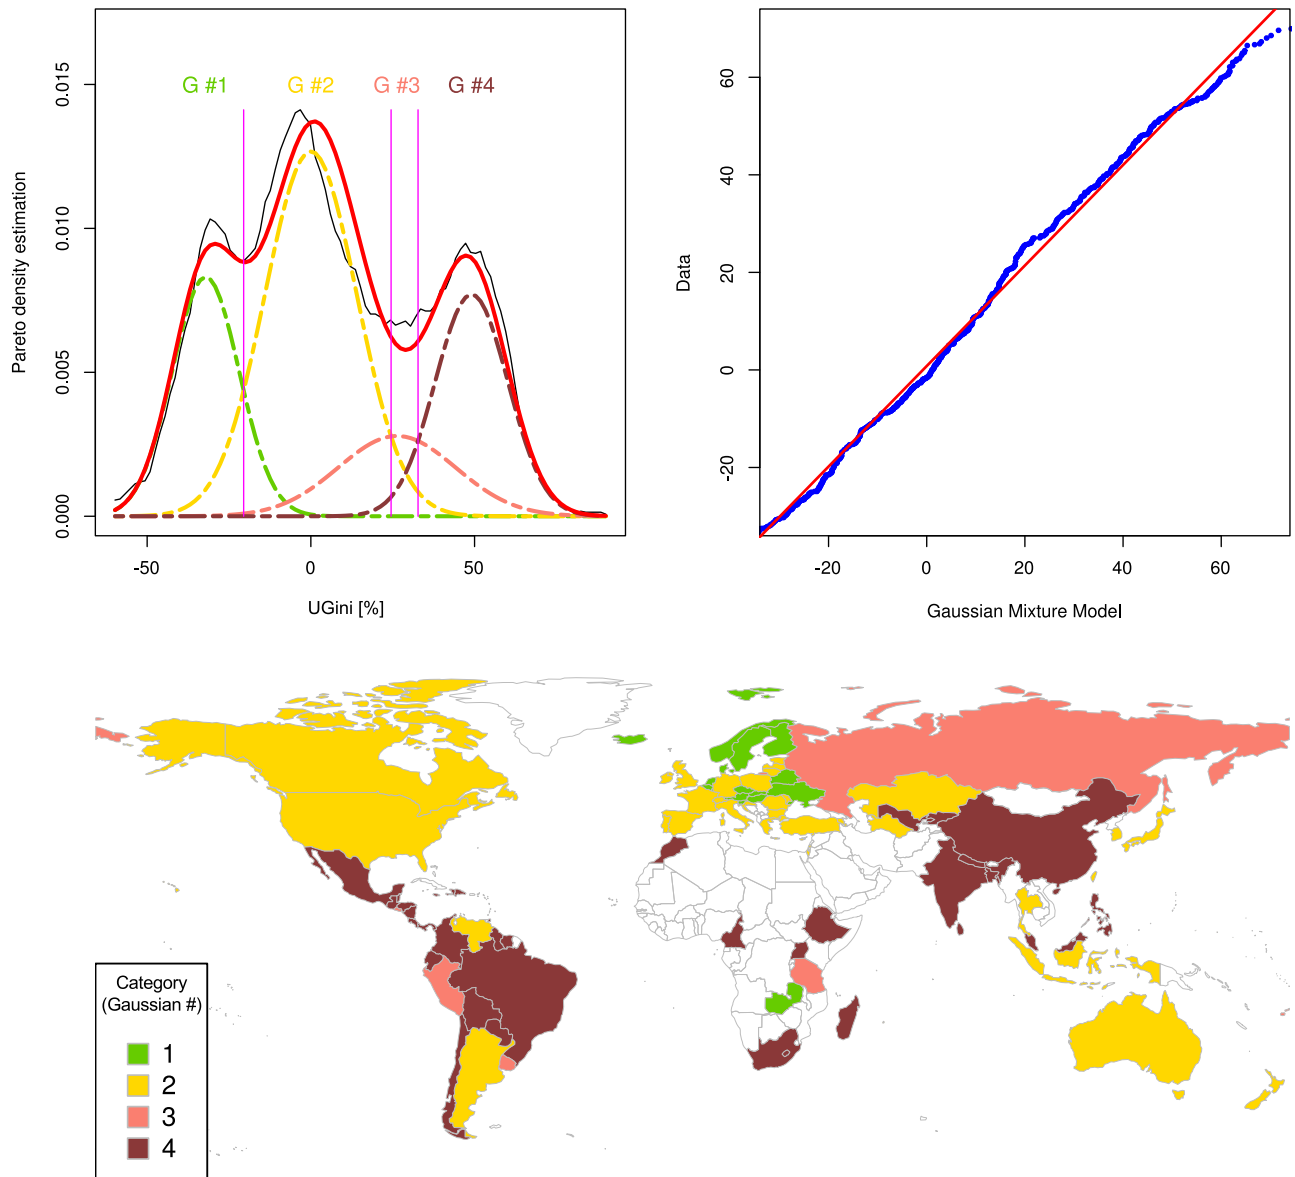 G #1 G #2 G #3 G #4
0.015
0.010
0.005
0.000
Pareto density estimation
-50 0 50
UGini [%]
60
40
20
0
-20
Data
-20 0 20 40 60
Gaussian Mixture Model
Category
(Gaussian #)
1
2
3
4